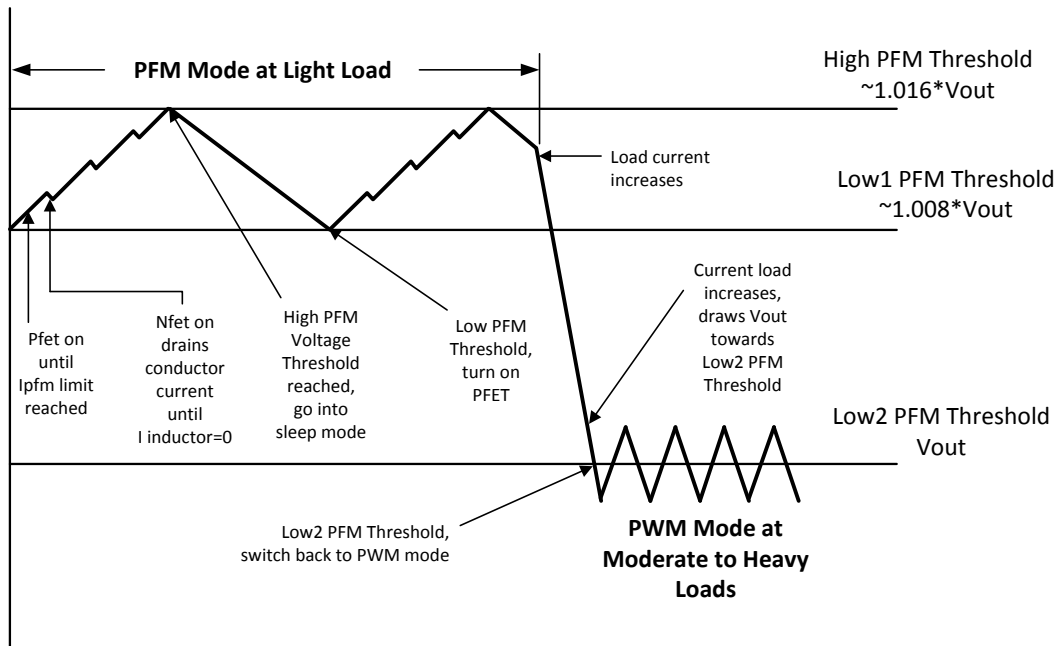 PFM Mode at Light Load
High PFM Threshold
~1.016*Vout
Load current
increases
Low1 PFM Threshold
~1.008*Vout
Pfet on
until
Ipfm limit
reached
Nfet on
drains
conductor
current
until
I inductor=0
High PFM
Voltage
Threshold
reached,
go into
sleep mode
Low PFM
Threshold,
turn on
PFET
Current load
increases,
draws Vout
towards
Low2 PFM
Threshold
Low2 PFM Threshold
Vout
Low2 PFM Threshold,
switch back to PWM mode
PWM Mode at
Moderate to Heavy
Loads